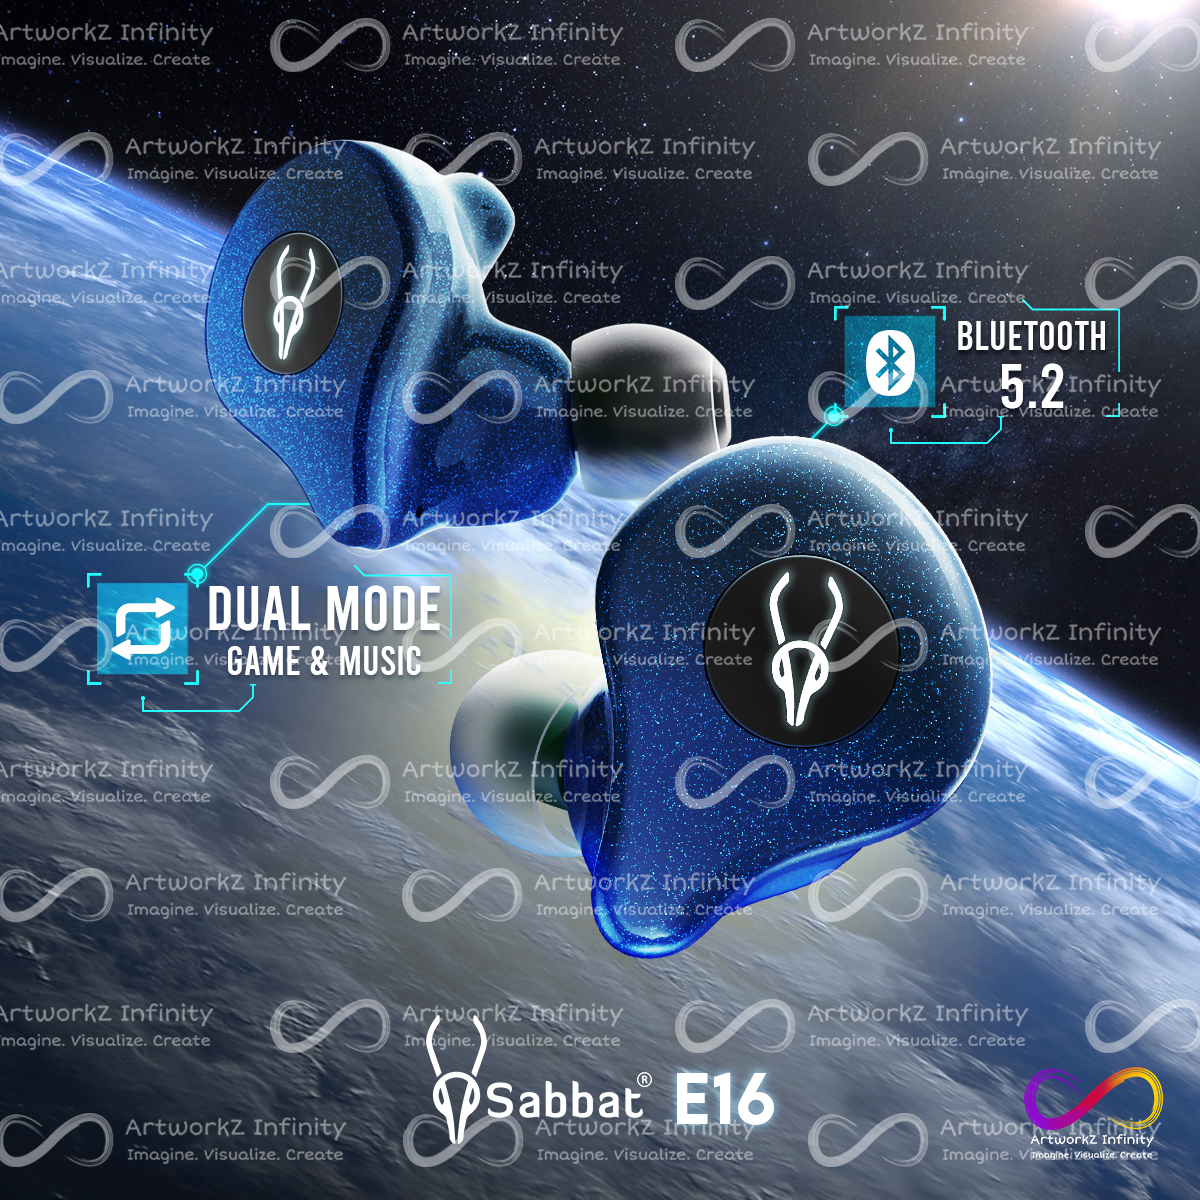 BLUETOOTH
5.2
DUAL MODE
GAME & MUSIC
Sabbat® E16
ArtworkZ Infinity
Imagine. Visualize. Create